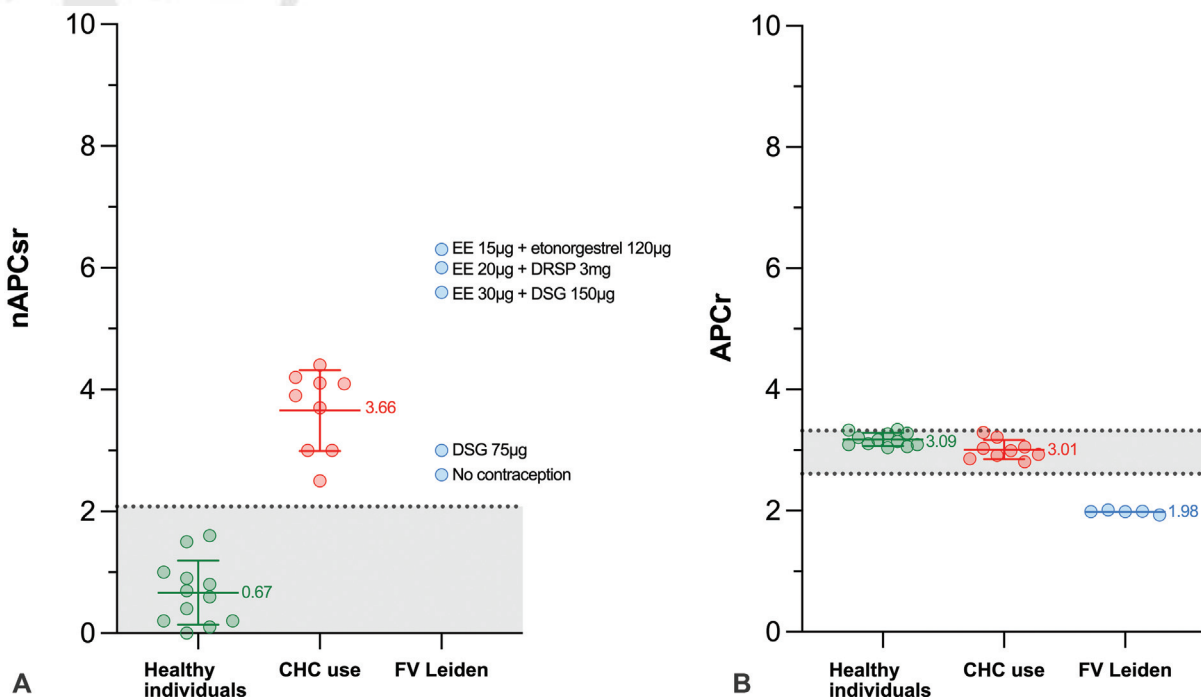 10
8
6
4
2
0
nAPCsr
EE 15µg + etonorgestrel 120µg
EE 20µg + DRSP 3mg
EE 30µg + DSG 150µg
3.66
DSG 75µg
No contraception
0.67
Healthy
individuals
CHC use
FV Leiden
A
10
8
6
4
2
0
APCr
3.09
3.01
1.98
Healthy
individuals
CHC use
FV Leiden
B